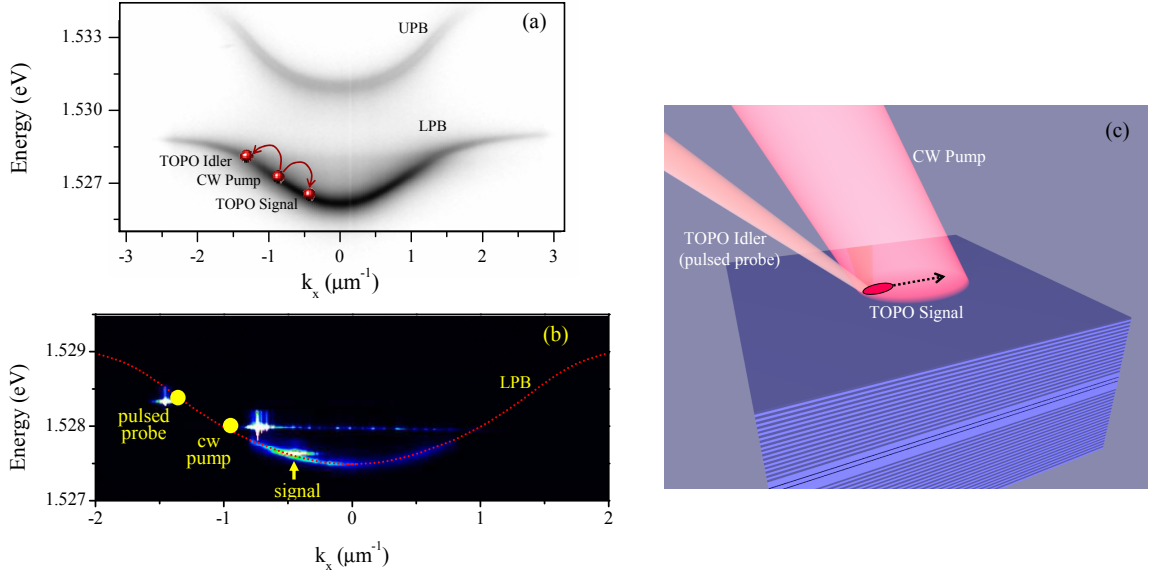 (a)
UPB
LPB
TOPO Idler
CW Pump
TOPO Signal
Energy (eV)
1.533
1.530
1.527
-3 -2 -1 0 1 2 3
k_x (µm⁻¹)
(b)
LPB
pulsed
probe
cw
pump
signal
Energy (eV)
1.529
1.528
1.527
-2 -1 0 1 2
k_x (µm⁻¹)
(c)
CW Pump
TOPO Idler
(pulsed probe)
TOPO Signal